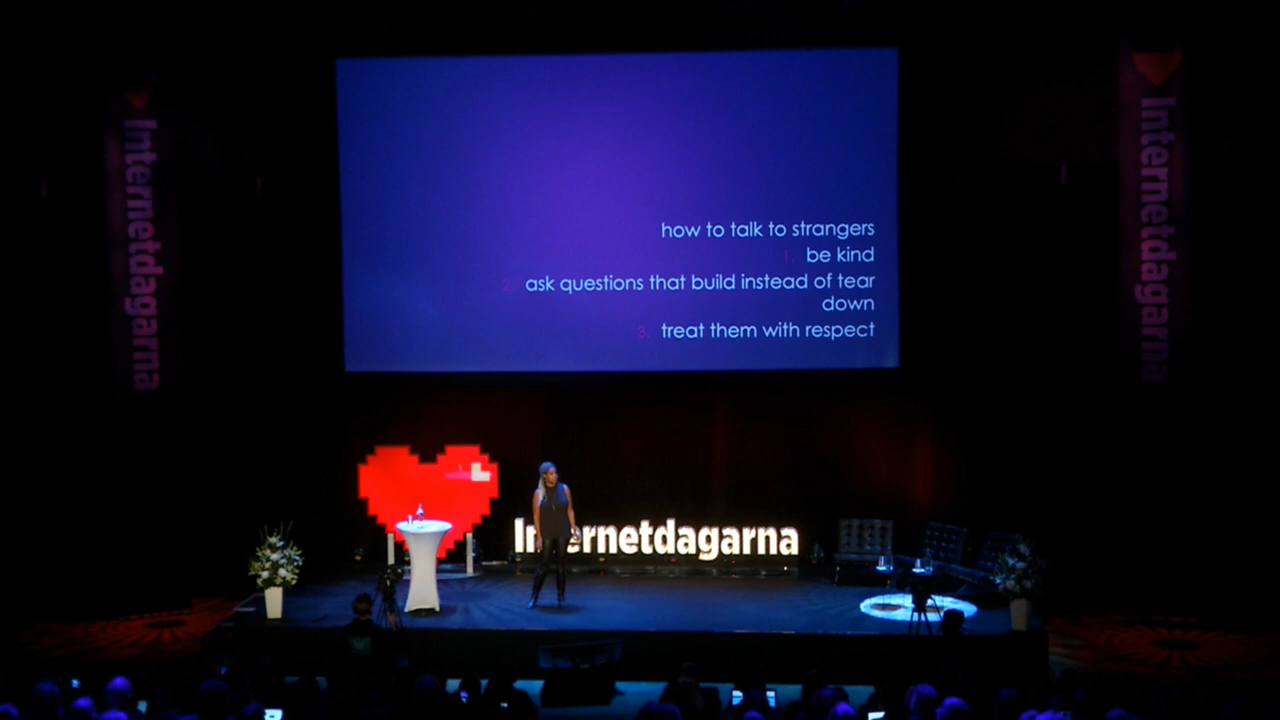 how to talk to strangers
1. be kind
2. ask questions that build instead of tear
down
3. treat them with respect
Internetdagarna
Internetdagarna
Internetdagarna